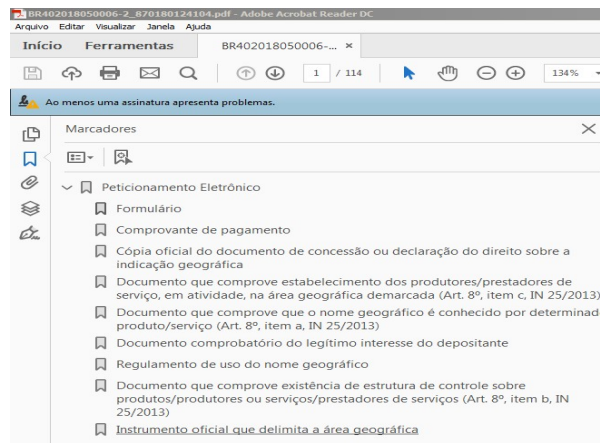 BR402018050006-2_870180124104.pdf - Adobe Acrobat Reader DC
Arquivo Editar Visualizar Janela Ajuda
Início Ferramentas BR402018050006-... ×
1 / 114 134%
Ao menos uma assinatura apresenta problemas.
Marcadores
Peticionamento Eletrônico
Formulário
Comprovante de pagamento
Cópia oficial do documento de concessão ou declaração do direito sobre a
indicação geográfica
Documento que comprove estabelecimento dos produtores/prestadores de
serviço, em atividade, na área geográfica demarcada (Art. 8º, item c, IN 25/2013)
Documento que comprove que o nome geográfico é conhecido por determinad
produto/serviço (Art. 8º, item a, IN 25/2013)
Documento comprobatório do legítimo interesse do depositante
Regulamento de uso do nome geográfico
Documento que comprove existência de estrutura de controle sobre
produtos/produtores ou serviços/prestadores de serviços (Art. 8º, item b, IN
25/2013)
Instrumento oficial que delimita a área geográfica